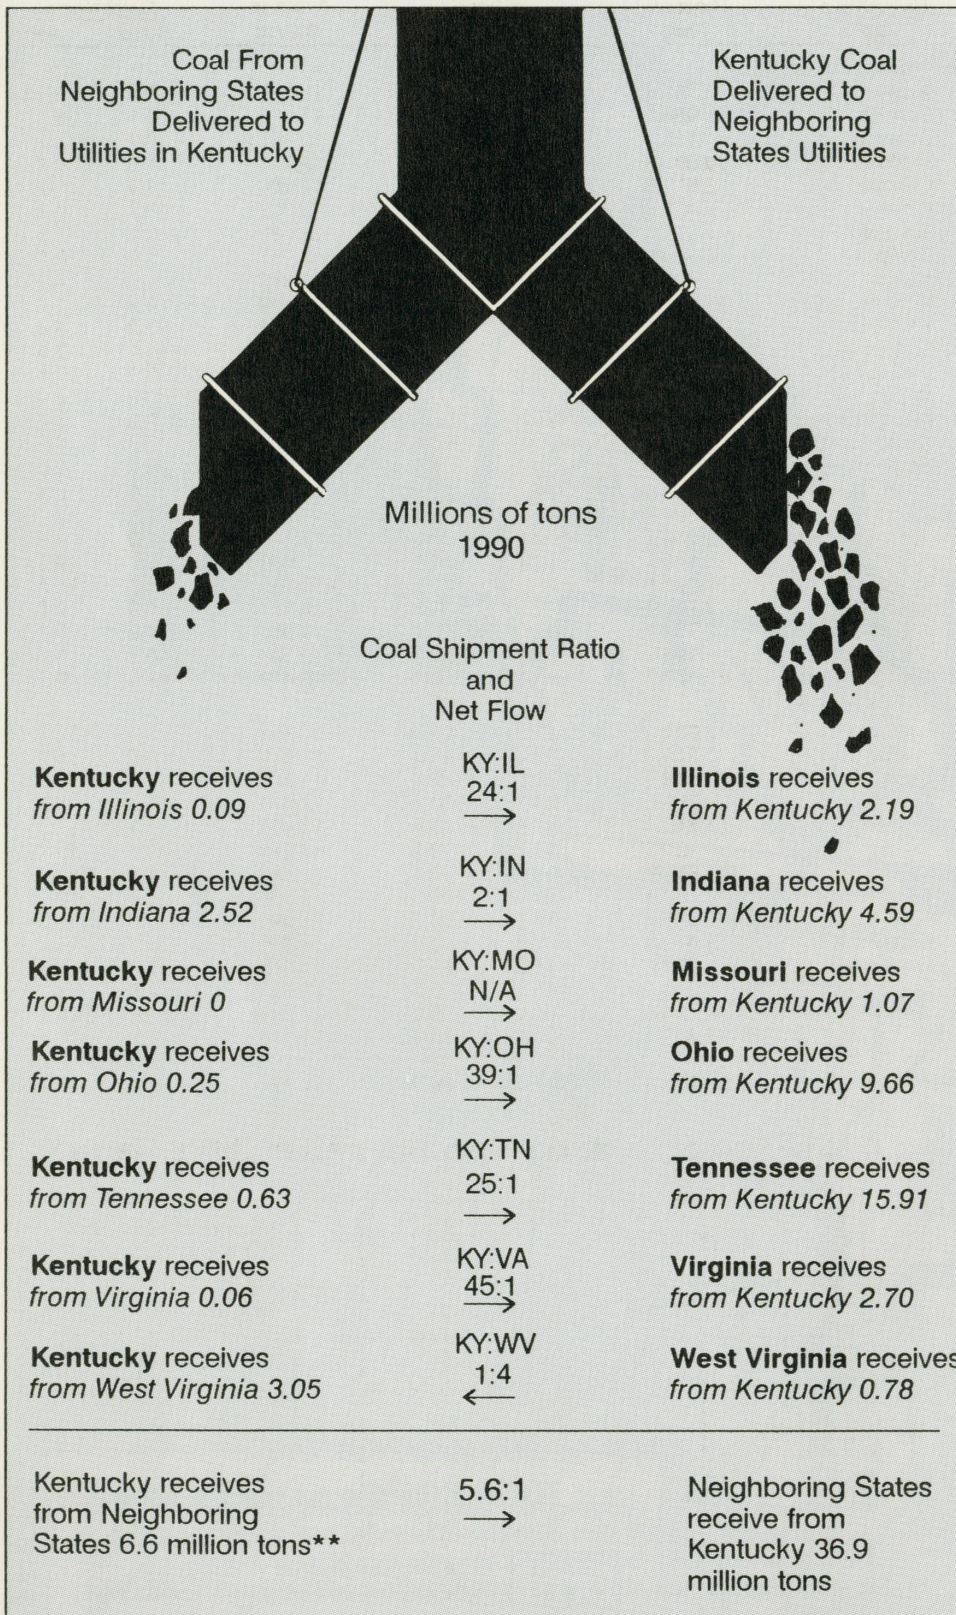 Coal From
Neighboring States
Delivered to
Utilities in Kentucky
Kentucky Coal
Delivered to
Neighboring
States Utilities
Millions of tons
1990
Coal Shipment Ratio
and
Net Flow
Kentucky receives
from Illinois 0.09
KY:IL
24:1
→
Illinois receives
from Kentucky 2.19
Kentucky receives
from Indiana 2.52
KY:IN
2:1
→
Indiana receives
from Kentucky 4.59
Kentucky receives
from Missouri 0
KY:MO
N/A
→
Missouri receives
from Kentucky 1.07
Kentucky receives
from Ohio 0.25
KY:OH
39:1
→
Ohio receives
from Kentucky 9.66
Kentucky receives
from Tennessee 0.63
KY:TN
25:1
→
Tennessee receives
from Kentucky 15.91
Kentucky receives
from Virginia 0.06
KY:VA
45:1
→
Virginia receives
from Kentucky 2.70
Kentucky receives
from West Virginia 3.05
KY:WV
1:4
←
West Virginia receives
from Kentucky 0.78
Kentucky receives
from Neighboring
States 6.6 million tons**
5.6:1
→
Neighboring States
receive from
Kentucky 36.9
million tons